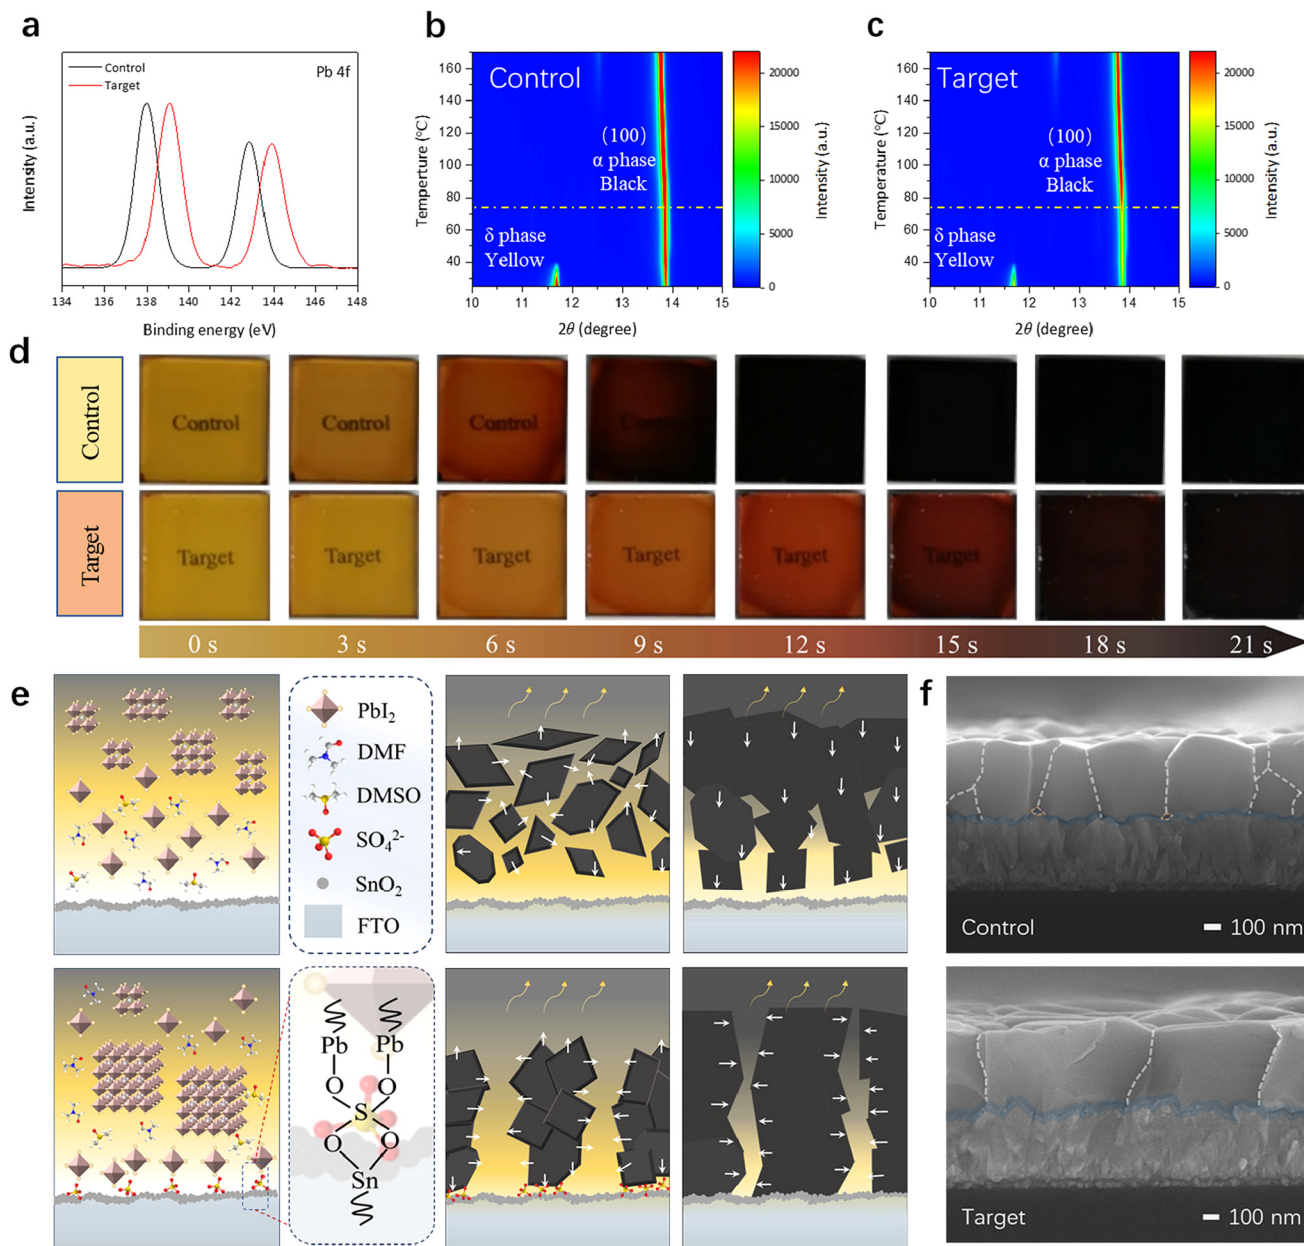 a
Control
Target
Pb 4f
Intensity (a.u.)
134 136 138 140 142 144 146 148
Binding energy (eV)
b
Control
(100)
α phase
Black
δ phase
Yellow
160
140
120
100
80
60
40
Temperture (°C)
10 11 12 13 14 15
2θ (degree)
20000
15000
10000
5000
0
Intensity (a.u.)
c
Target
(100)
α phase
Black
δ phase
Yellow
160
140
120
100
80
60
40
Temperature (°C)
10 11 12 13 14 15
2θ (degree)
20000
15000
10000
5000
0
Intensity (a.u.)
d
Control
Control
Control
Control
Control
Target
Target
Target
Target
Target
Target
Target
0 s 3 s 6 s 9 s 12 s 15 s 18 s 21 s
e
PbI₂
DMF
DMSO
SO₄²⁻
SnO₂
FTO
Pb Pb
O O
S
O O
Sn
f
Control
100 nm
Target
100 nm